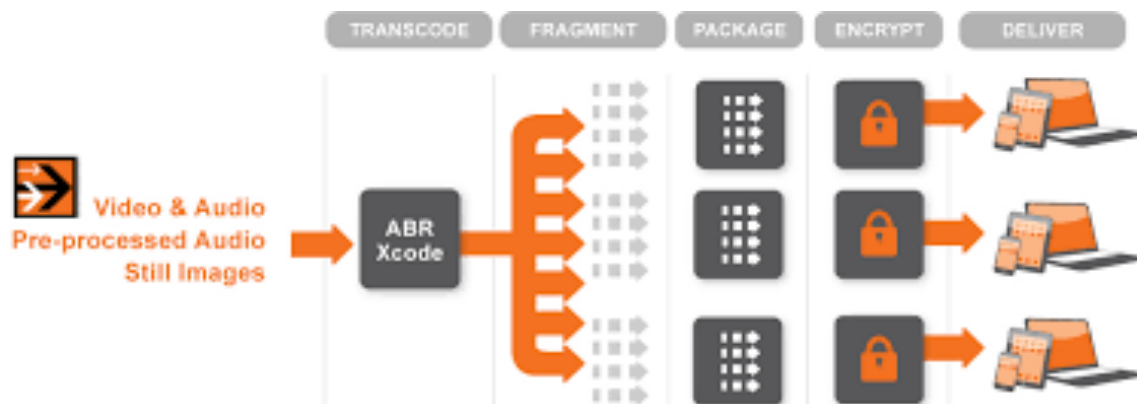 TRANSCODE
FRAGMENT
PACKAGE
ENCRYPT
DELIVER
Video & Audio
Pre-processed Audio
Still Images
ABR
Xcode